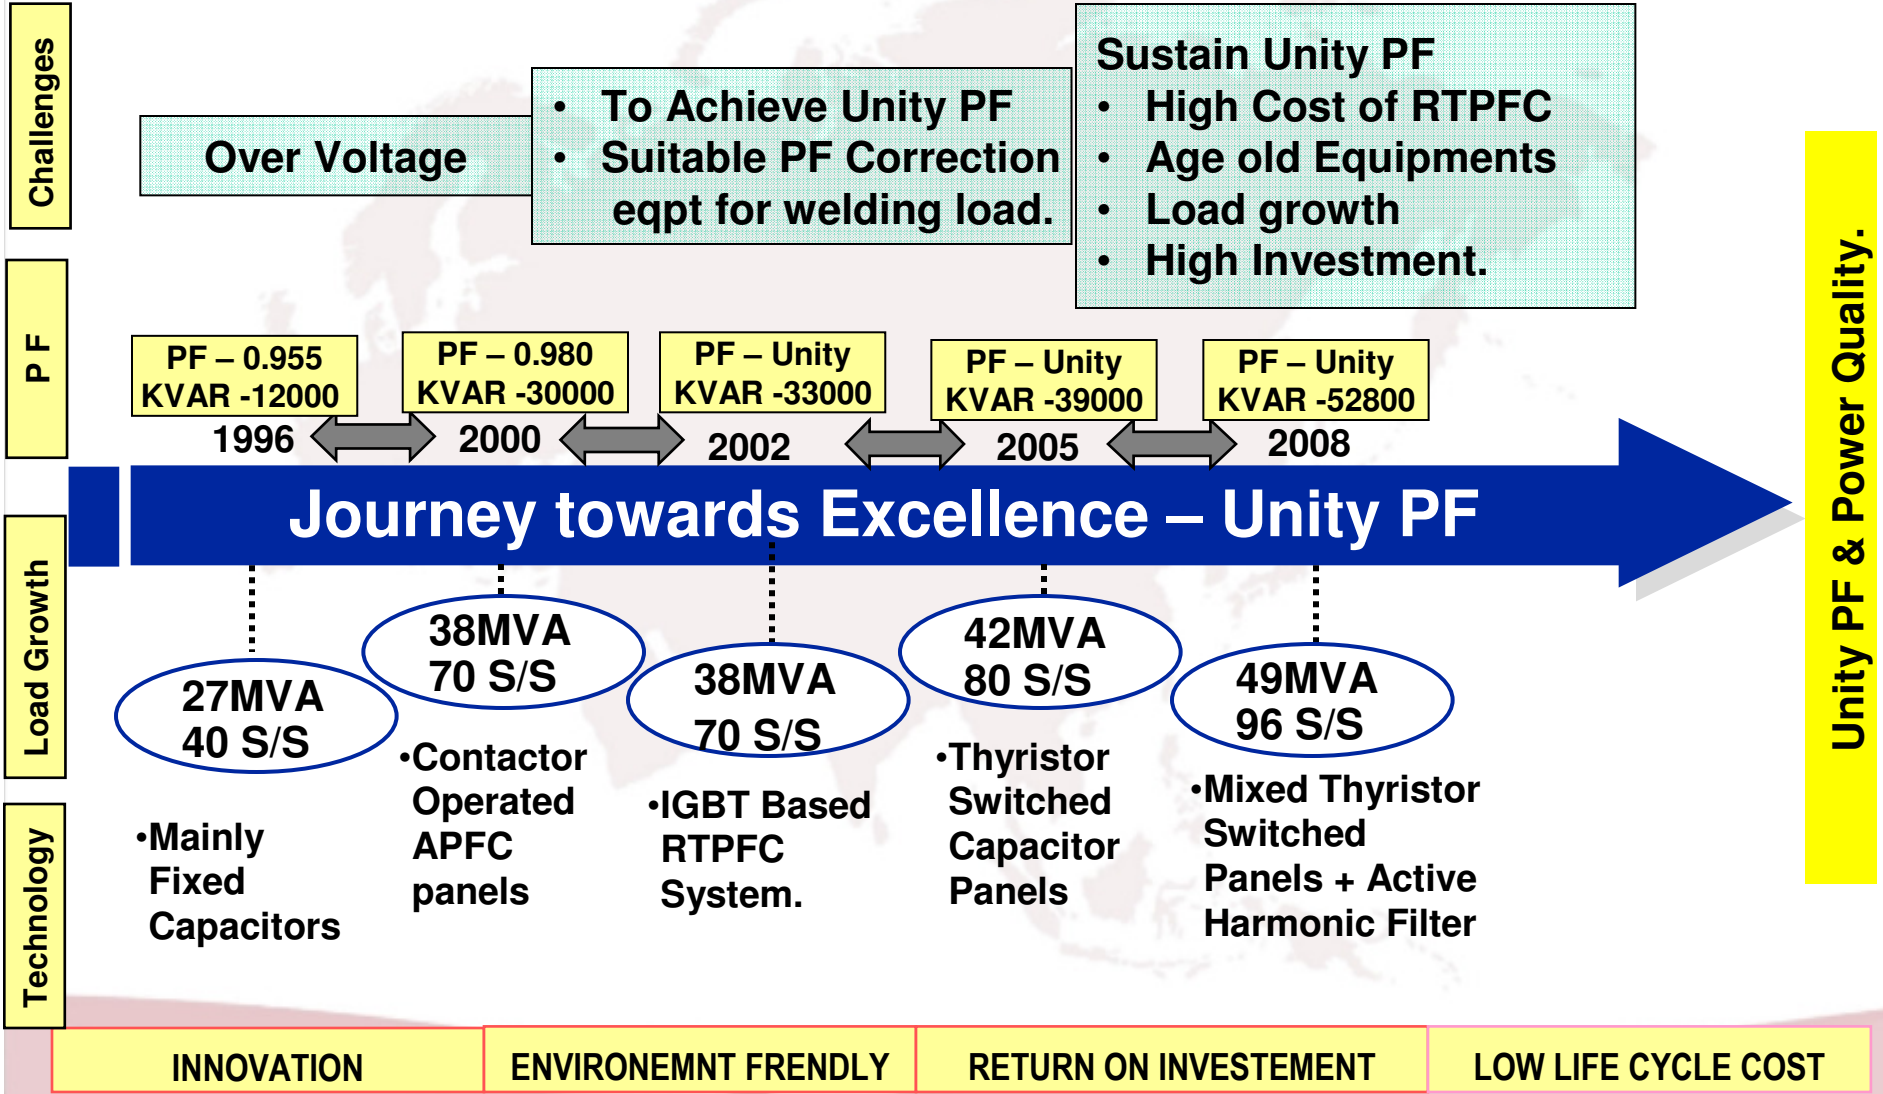 Challenges
Over Voltage
• To Achieve Unity PF
• Suitable PF Correction
eqpt for welding load.
Sustain Unity PF
• High Cost of RTPFC
• Age old Equipments
• Load growth
• High Investment.
P F
PF – 0.955
KVAR -12000
1996
PF – 0.980
KVAR -30000
2000
PF – Unity
KVAR -33000
2002
PF – Unity
KVAR -39000
2005
PF – Unity
KVAR -52800
2008
Journey towards Excellence – Unity PF
Unity PF & Power Quality.
Load Growth
27MVA
40 S/S
38MVA
70 S/S
38MVA
70 S/S
42MVA
80 S/S
49MVA
96 S/S
Technology
•Mainly
Fixed
Capacitors
•Contactor
Operated
APFC
panels
•IGBT Based
RTPFC
System.
•Thyristor
Switched
Capacitor
Panels
•Mixed Thyristor
Switched
Panels + Active
Harmonic Filter
INNOVATION
ENVIRONEMNT FRENDLY
RETURN ON INVESTEMENT
LOW LIFE CYCLE COST